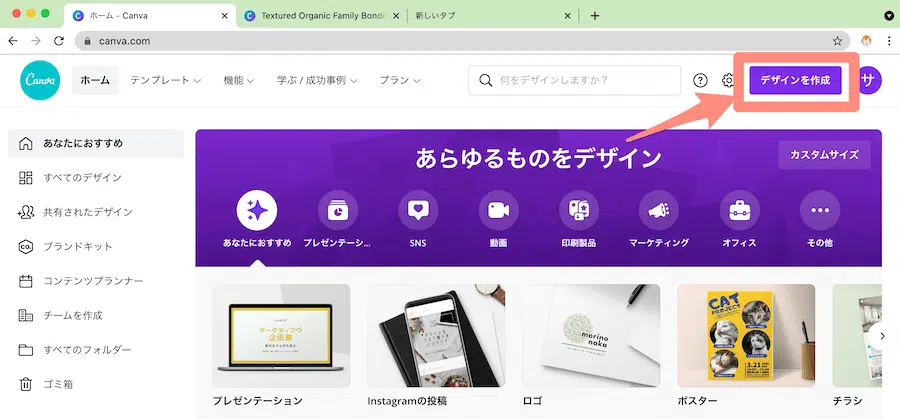 ホーム - Canva
Textured Organic Family Bondi
新しいタブ
canva.com
Canva
ホーム
テンプレート
機能
学ぶ / 成功事例
プラン
何をデザインしますか？
デザインを作成
サ
あなたにおすすめ
すべてのデザイン
共有されたデザイン
ブランドキット
コンテンツプランナー
チームを作成
すべてのフォルダー
ゴミ箱
あらゆるものをデザイン
カスタムサイズ
あなたにおすすめ
プレゼンテーシ...
SNS
動画
印刷製品
マーケティング
オフィス
その他
マーケティング
企画書
morino
naka
CAT
PROJECT
3.21
プレゼンテーション
Instagramの投稿
ロゴ
ポスター
チラシ